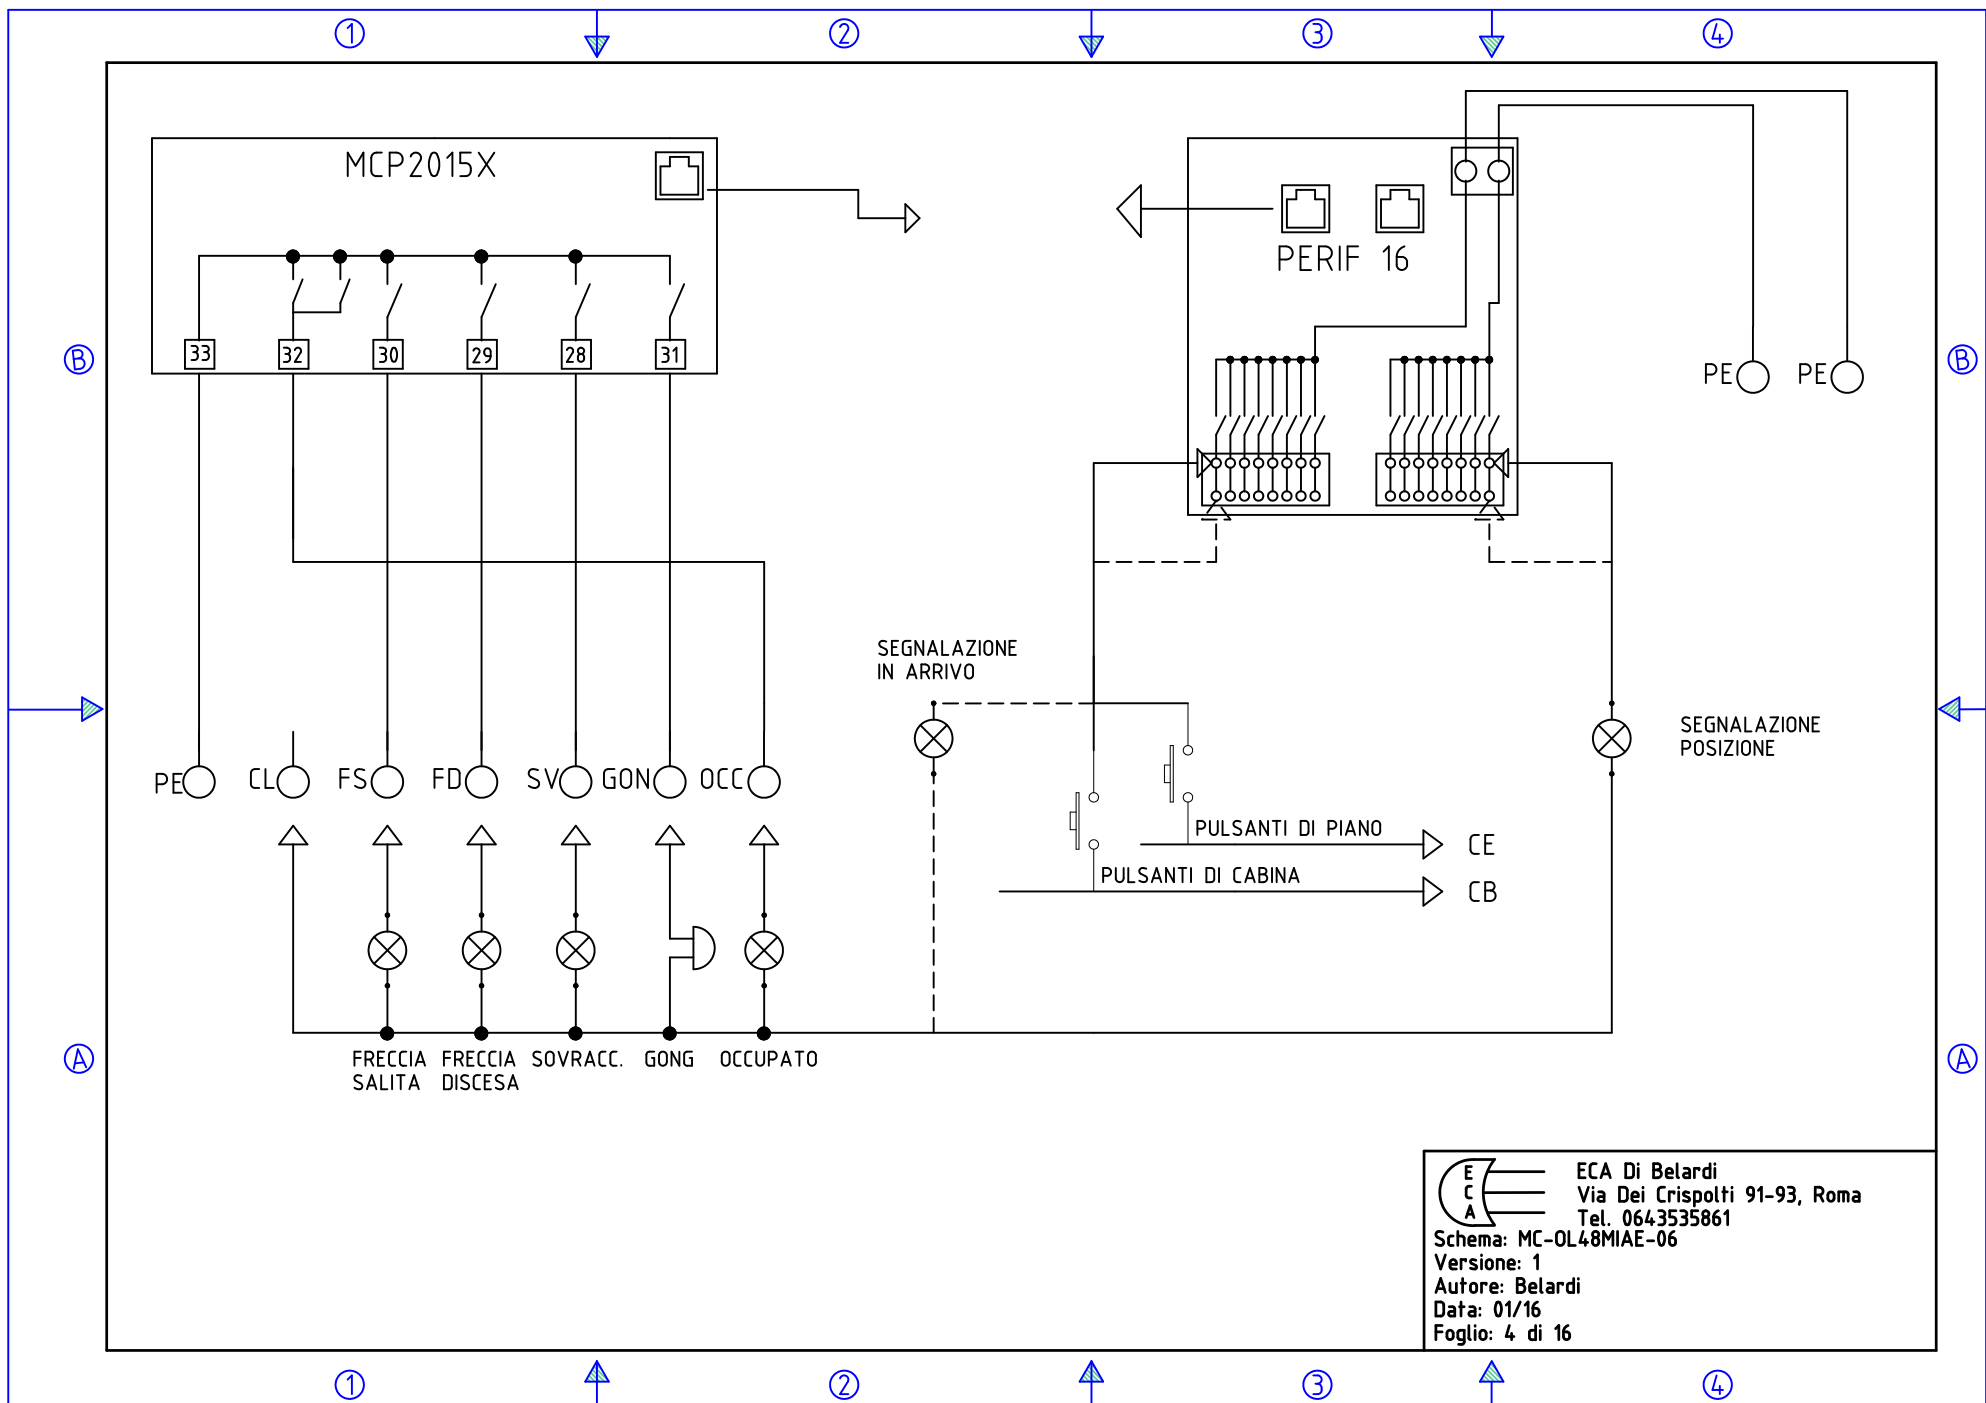 1 2 3 4
MCP2015X
PERIF 16
33 32 30 29 28 31
B B
PE PE
SEGNALAZIONE
IN ARRIVO
SEGNALAZIONE
POSIZIONE
PE CL FS FD SV GON OCC
PULSANTI DI PIANO CE
PULSANTI DI CABINA CB
A A
FRECCIA SALITA
FRECCIA DISCESA
SOVRACC.
GONG
OCCUPATO
E
C
A
ECA Di Belardi
Via Dei Crispolti 91-93, Roma
Tel. 0643535861
Schema: MC-OL48MIAE-06
Versione: 1
Autore: Belardi
Data: 01/16
Foglio: 4 di 16
1 2 3 4